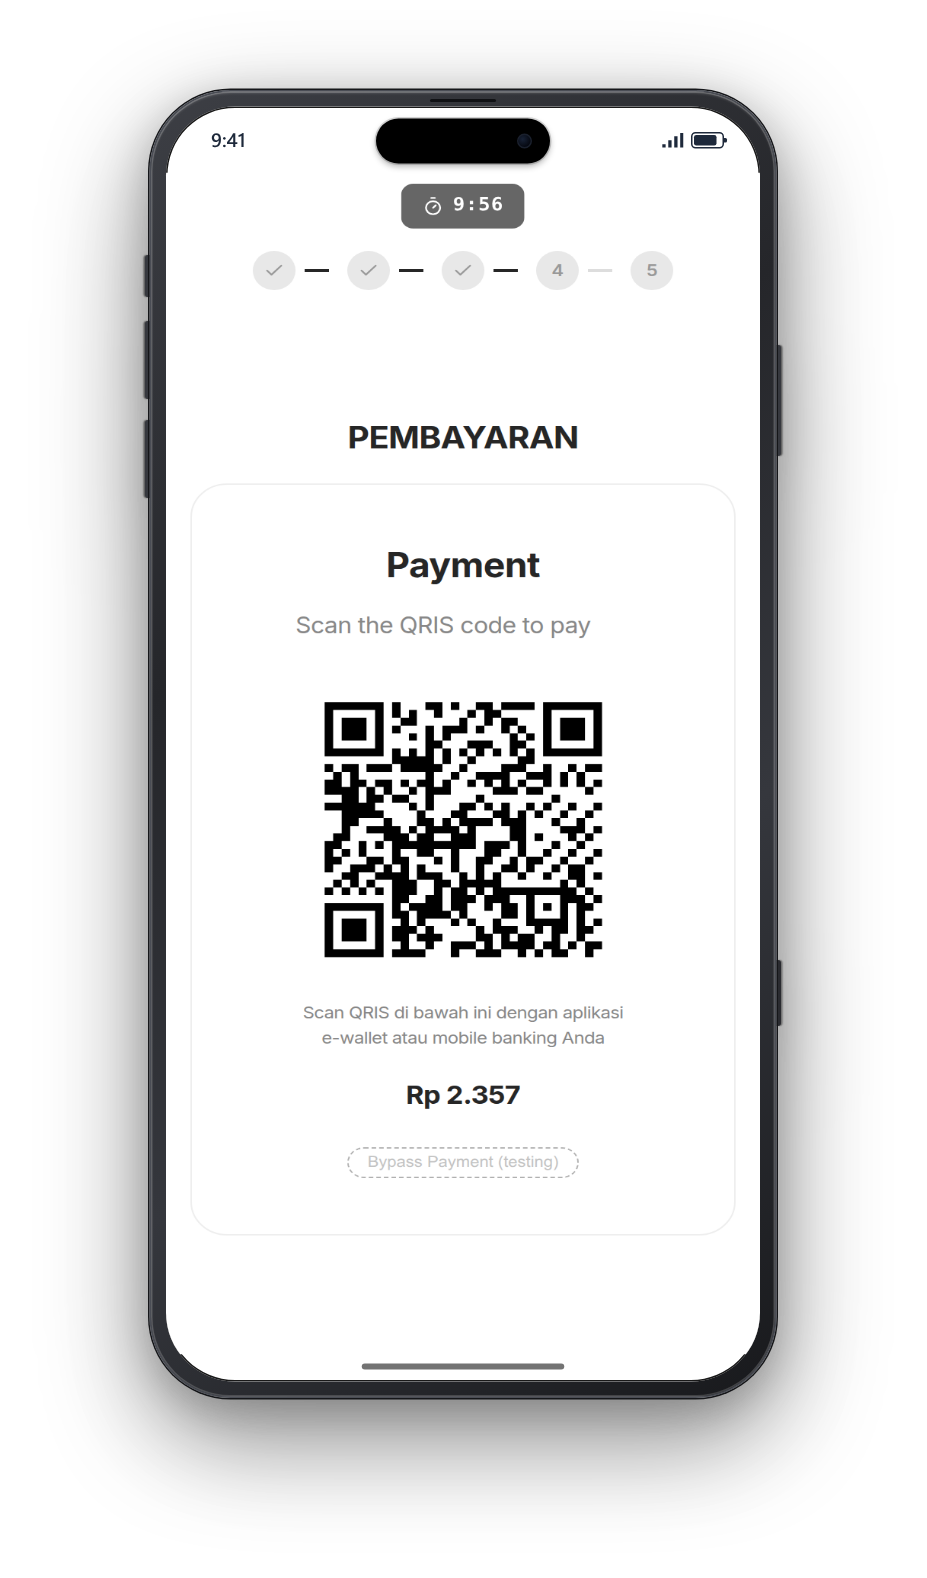 9:41
9:56
4
5
PEMBAYARAN
Payment
Scan the QRIS code to pay
Scan QRIS di bawah ini dengan aplikasi
e-wallet atau mobile banking Anda
Rp 2.357
Bypass Payment (testing)